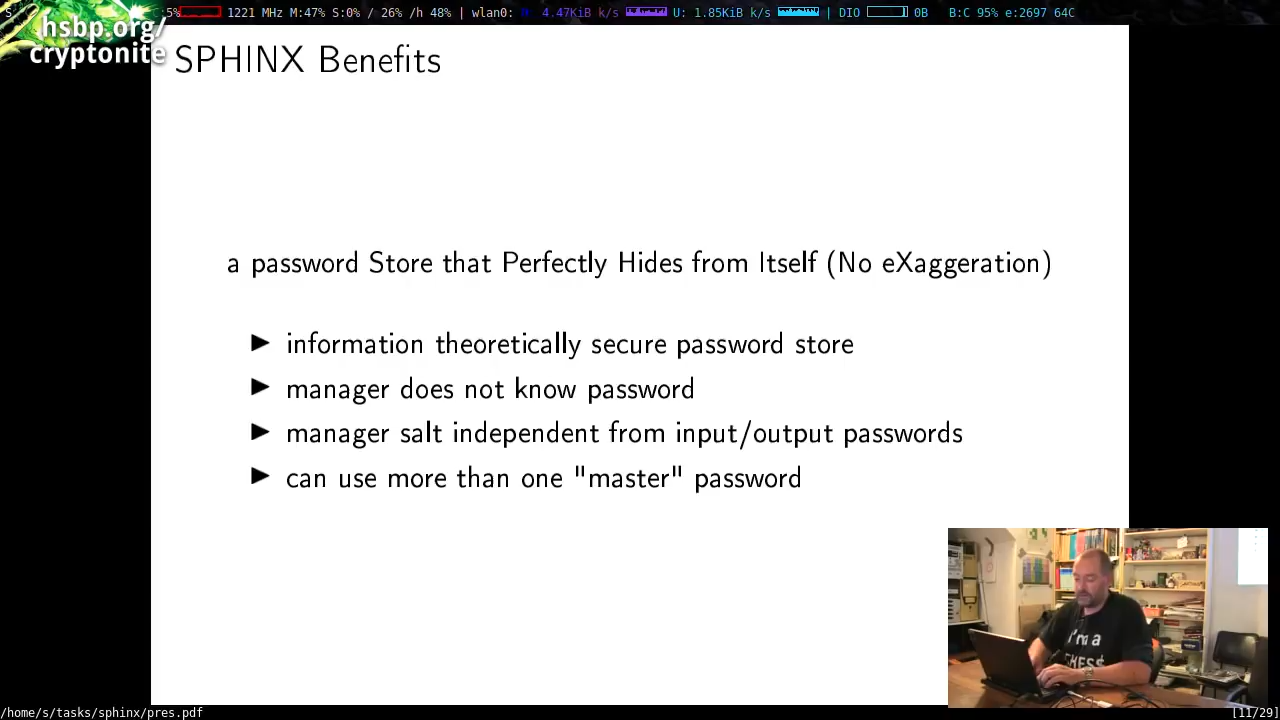 5% 1221 MHz M:47% S:0% / 26% /h 48% | wlan0: 4.47KiB k/s U: 1.85KiB k/s | DIO 0B B:C 95% e:2697 64C
hsbp.org/
cryptonite
SPHINX Benefits
a password Store that Perfectly Hides from Itself (No eXaggeration)
▶ information theoretically secure password store
▶ manager does not know password
▶ manager salt independent from input/output passwords
▶ can use more than one "master" password
I'm a
CHES$
/home/s/tasks/sphinx/pres.pdf
[11/29]